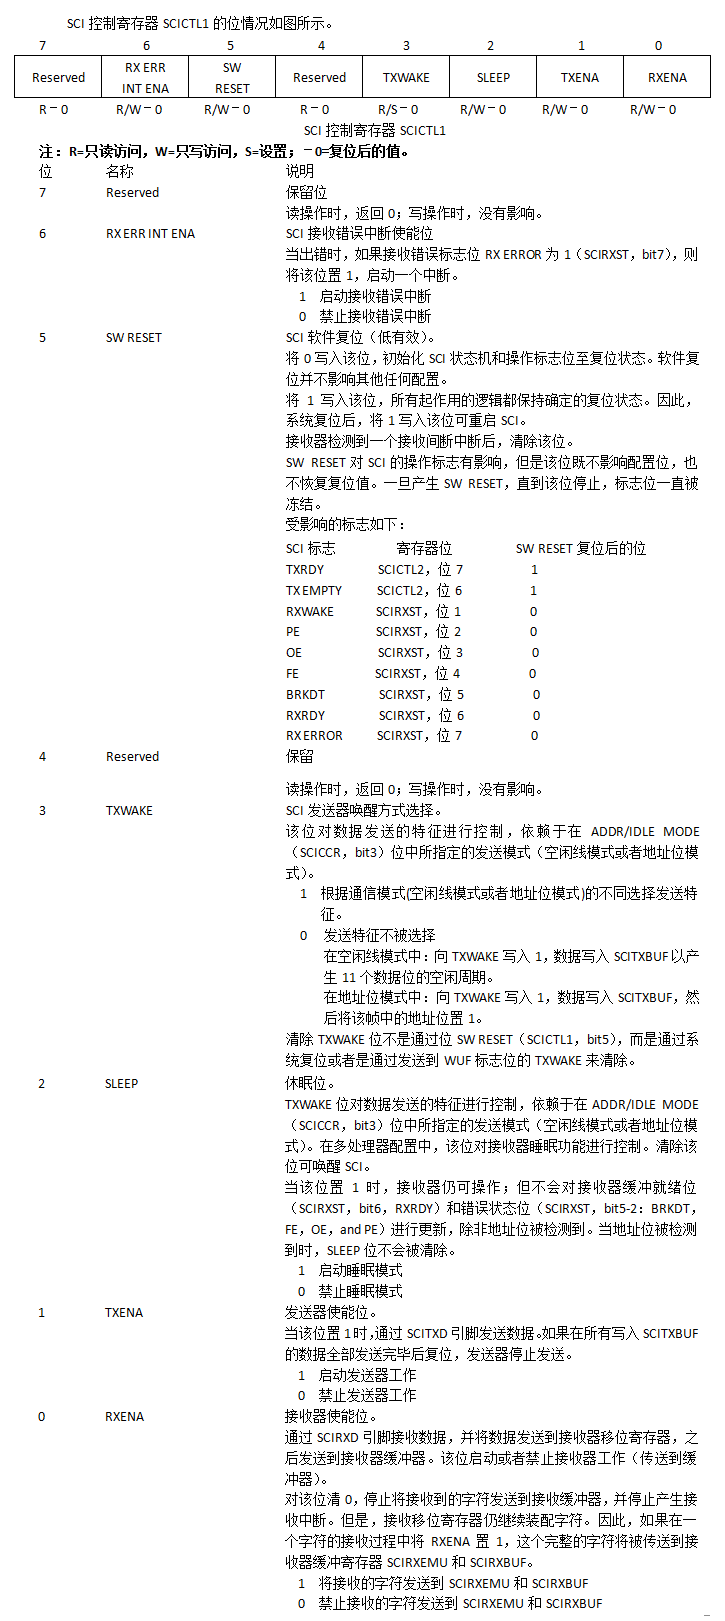 SCI 控制寄存器 SCICTL1 的位情况如图所示。
7 6 5 4 3 2 1 0
Reserved RX ERR INT ENA SW RESET Reserved TXWAKE SLEEP TXENA RXENA
R－0 R/W－0 R/W－0 R－0 R/S－0 R/W－0 R/W－0 R/W－0
SCI 控制寄存器 SCICTL1
注：R=只读访问，W=只写访问，S=设置；－0=复位后的值。
位 名称 说明
7 Reserved 保留位
读操作时，返回 0；写操作时，没有影响。
6 RX ERR INT ENA SCI 接收错误中断使能位
当出错时，如果接收错误标志位 RX ERROR 为 1（SCIRXST，bit7），则
将该位置 1，启动一个中断。
1 启动接收错误中断
0 禁止接收错误中断
5 SW RESET SCI 软件复位（低有效）。
将 0 写入该位，初始化 SCI 状态机和操作标志位至复位状态。软件复
位并不影响其他任何配置。
将 1 写入该位，所有起作用的逻辑都保持确定的复位状态。因此，
系统复位后，将 1 写入该位可重启 SCI。
接收器检测到一个接收间断中断后，清除该位。
SW RESET 对 SCI 的操作标志有影响，但是该位既不影响配置位，也
不恢复复位值。一旦产生 SW RESET，直到该位停止，标志位一直被
冻结。
受影响的标志如下：
SCI 标志 寄存器位 SW RESET 复位后的位
TXRDY SCICTL2，位 7 1
TX EMPTY SCICTL2，位 6 1
RXWAKE SCIRXST，位 1 0
PE SCIRXST，位 2 0
OE SCIRXST，位 3 0
FE SCIRXST，位 4 0
BRKDT SCIRXST，位 5 0
RXRDY SCIRXST，位 6 0
RX ERROR SCIRXST，位 7 0
4 Reserved 保留
读操作时，返回 0；写操作时，没有影响。
3 TXWAKE SCI 发送器唤醒方式选择。
该位对数据发送的特征进行控制，依赖于在 ADDR/IDLE MODE
（SCICCR，bit3）位中所指定的发送模式（空闲线模式或者地址位模
式）。
1 根据通信模式(空闲线模式或者地址位模式)的不同选择发送特
征。
0 发送特征不被选择
在空闲线模式中：向 TXWAKE 写入 1，数据写入 SCITXBUF 以产
生 11 个数据位的空闲周期。
在地址位模式中：向 TXWAKE 写入 1，数据写入 SCITXBUF，然
后将该帧中的地址位置 1。
清除 TXWAKE 位不是通过位 SW RESET（SCICTL1，bit5），而是通过系
统复位或者是通过发送到 WUF 标志位的 TXWAKE 来清除。
2 SLEEP 休眠位。
TXWAKE 位对数据发送的特征进行控制，依赖于在 ADDR/IDLE MODE
（SCICCR，bit3）位中所指定的发送模式（空闲线模式或者地址位模
式）。在多处理器配置中，该位对接收器睡眠功能进行控制。清除该
位可唤醒 SCI。
当该位置 1 时，接收器仍可操作；但不会对接收器缓冲就绪位
（SCIRXST，bit6，RXRDY）和错误状态位（SCIRXST，bit5-2：BRKDT，
FE，OE，and PE）进行更新，除非地址位被检测到。当地址位被检测
到时，SLEEP 位不会被清除。
1 启动睡眠模式
0 禁止睡眠模式
1 TXENA 发送器使能位。
当该位置 1 时，通过 SCITXD 引脚发送数据。如果在所有写入 SCITXBUF
的数据全部发送完毕后复位，发送器停止发送。
1 启动发送器工作
0 禁止发送器工作
0 RXENA 接收器使能位。
通过 SCIRXD 引脚接收数据，并将数据发送到接收器移位寄存器，之
后发送到接收器缓冲器。该位启动或者禁止接收器工作（传送到缓
冲器）。
对该位清 0，停止将接收到的字符发送到接收缓冲器，并停止产生接
收中断。但是，接收移位寄存器仍继续装配字符。因此，如果在一
个字符的接收过程中将 RXENA 置 1，这个完整的字符将被传送到接
收器缓冲寄存器 SCIRXEMU 和 SCIRXBUF。
1 将接收的字符发送到 SCIRXEMU 和 SCIRXBUF
0 禁止接收的字符发送到 SCIRXEMU 和 SCIRXBUF